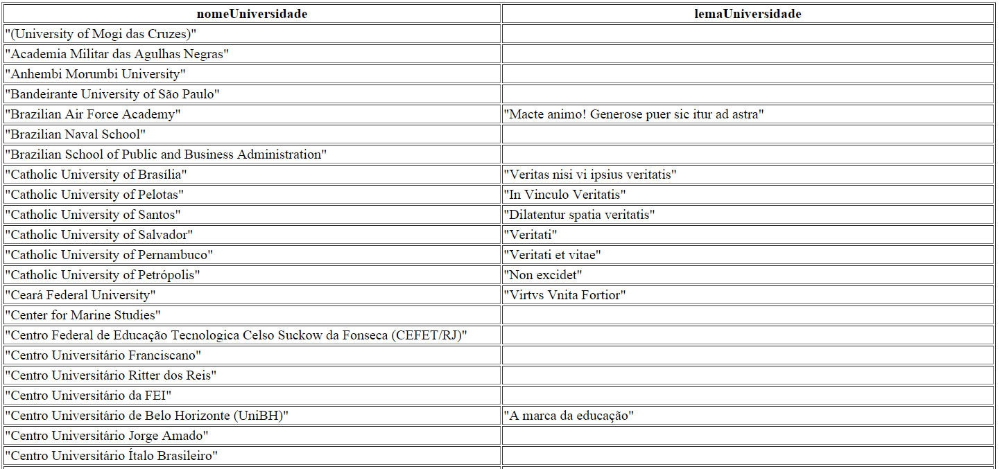 nomeUniversidade lemaUniversidade
"(University of Mogi das Cruzes)"
"Academia Militar das Agulhas Negras"
"Anhembi Morumbi University"
"Bandeirante University of São Paulo"
"Brazilian Air Force Academy" "Macte animo! Generose puer sic itur ad astra"
"Brazilian Naval School"
"Brazilian School of Public and Business Administration"
"Catholic University of Brasília" "Veritas nisi vi ipsius veritatis"
"Catholic University of Pelotas" "In Vinculo Veritatis"
"Catholic University of Santos" "Dilatentur spatia veritatis"
"Catholic University of Salvador" "Veritati"
"Catholic University of Pernambuco" "Veritati et vitae"
"Catholic University of Petrópolis" "Non excidet"
"Ceará Federal University" "Virtvs Vnita Fortior"
"Center for Marine Studies"
"Centro Federal de Educação Tecnologica Celso Suckow da Fonseca (CEFET/RJ)"
"Centro Universitário Franciscano"
"Centro Universitário Ritter dos Reis"
"Centro Universitário da FEI"
"Centro Universitário de Belo Horizonte (UniBH)" "A marca da educação"
"Centro Universitário Jorge Amado"
"Centro Universitário Ítalo Brasileiro"